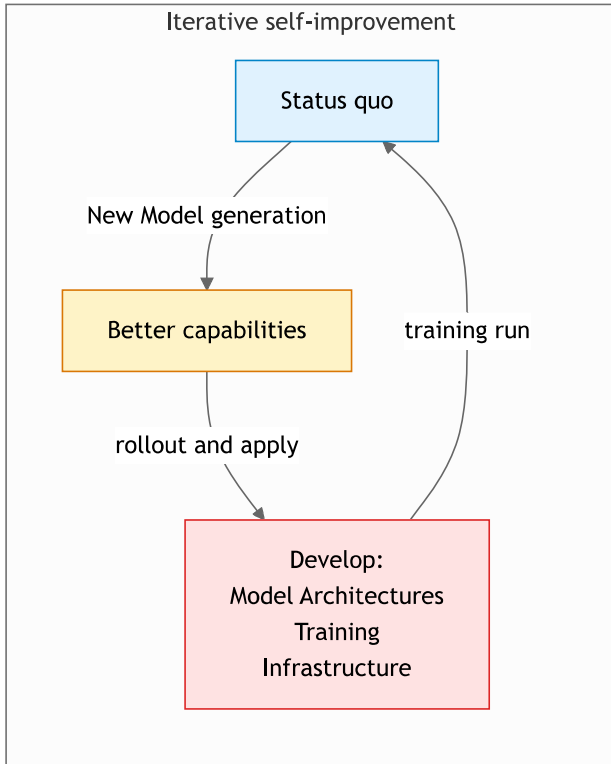 Iterative self-improvement
Status quo
New Model generation
Better capabilities
training run
rollout and apply
Develop:
Model Architectures
Training
Infrastructure